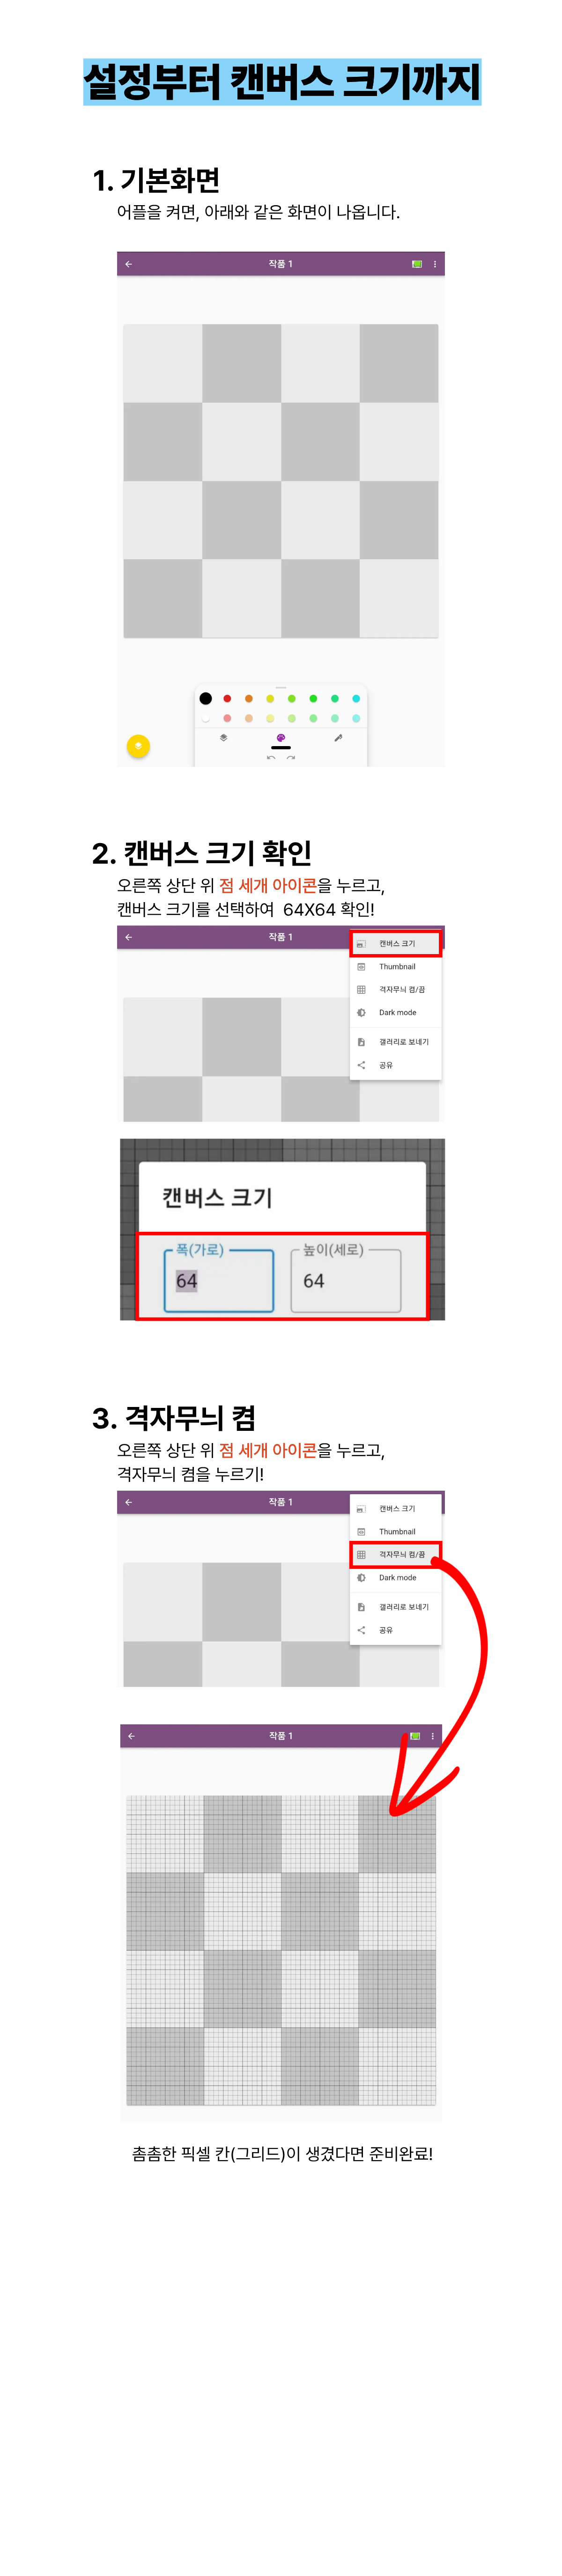 설정부터 캔버스 크기까지
1. 기본화면
어플을 켜면, 아래와 같은 화면이 나옵니다.
작품 1
2. 캔버스 크기 확인
오른쪽 상단 위 점 세개 아이콘을 누르고,
캔버스 크기를 선택하여 64X64 확인!
작품 1
캔버스 크기
Thumbnail
격자무늬 켬/끔
Dark mode
갤러리로 보내기
공유
캔버스 크기
폭(가로)
높이(세로)
64
64
3. 격자무늬 켬
오른쪽 상단 위 점 세개 아이콘을 누르고,
격자무늬 켬을 누르기!
작품 1
캔버스 크기
Thumbnail
격자무늬 켬/끔
Dark mode
갤러리로 보내기
공유
작품 1
촘촘한 픽셀 칸(그리드)이 생겼다면 준비완료!